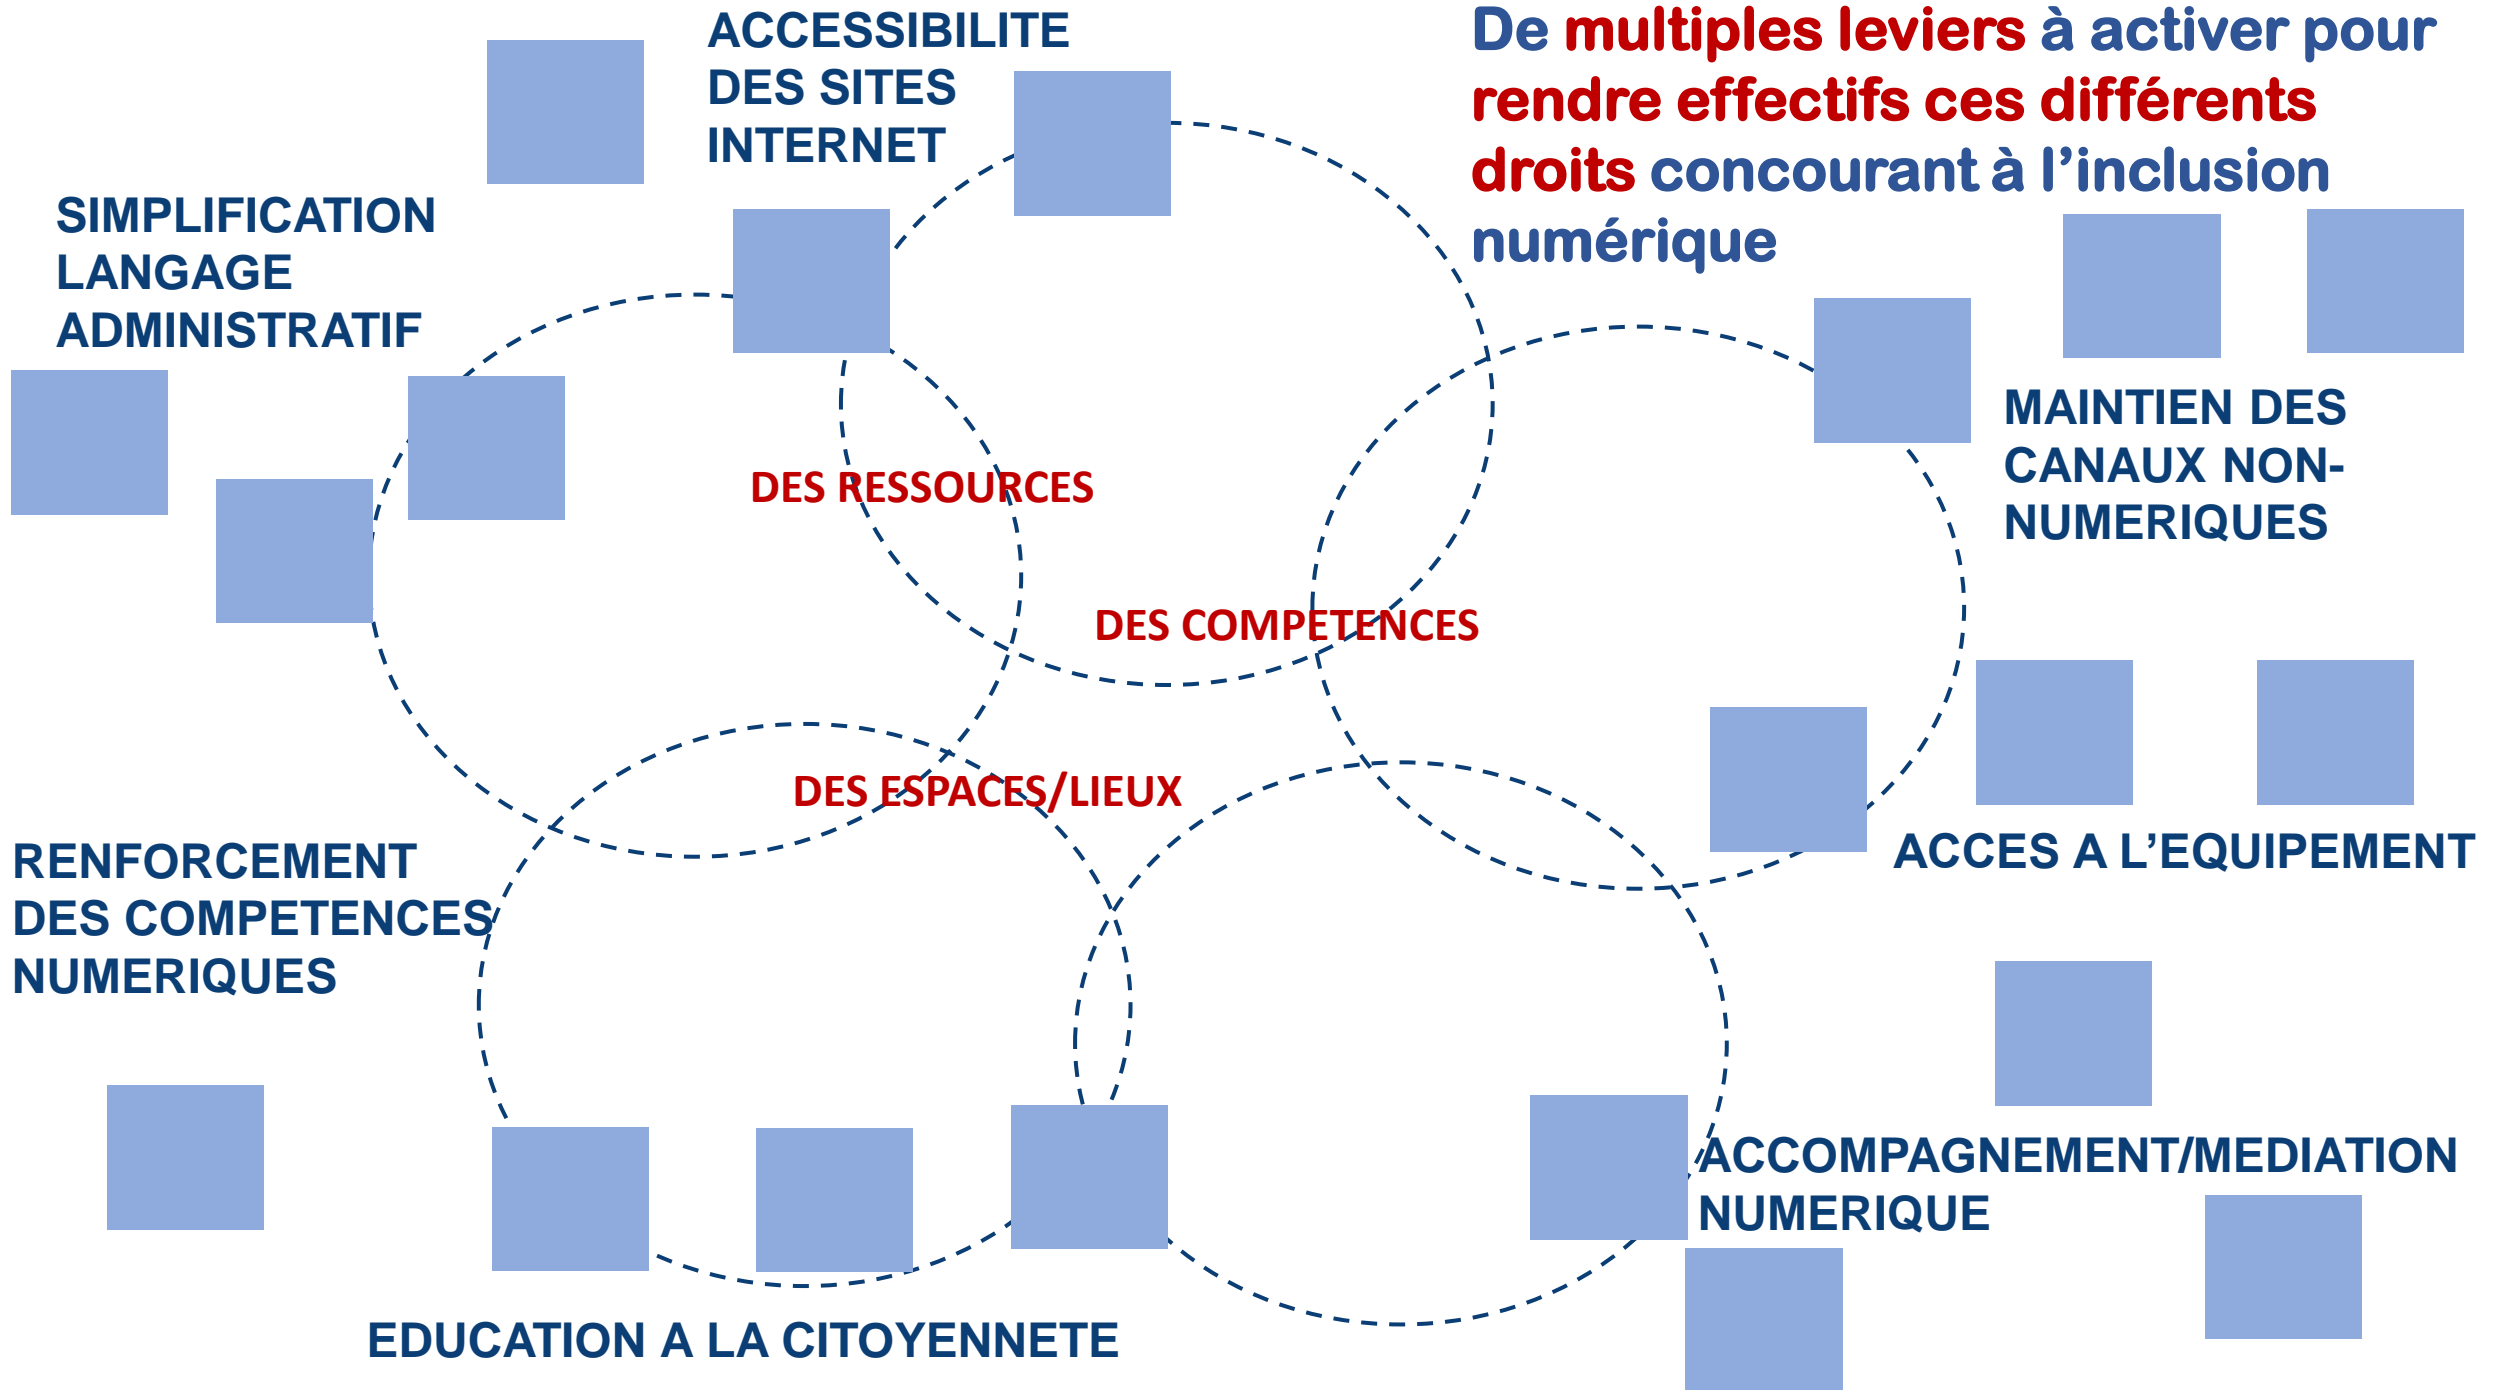 De multiples leviers à activer pour
rendre effectifs ces différents
droits concourant à l’inclusion
numérique
ACCESSIBILITE
DES SITES
INTERNET
SIMPLIFICATION
LANGAGE
ADMINISTRATIF
MAINTIEN DES
CANAUX NON-
NUMERIQUES
DES RESSOURCES
DES COMPETENCES
DES ESPACES/LIEUX
RENFORCEMENT
DES COMPETENCES
NUMERIQUES
ACCES A L’EQUIPEMENT
ACCOMPAGNEMENT/MEDIATION
NUMERIQUE
EDUCATION A LA CITOYENNETE